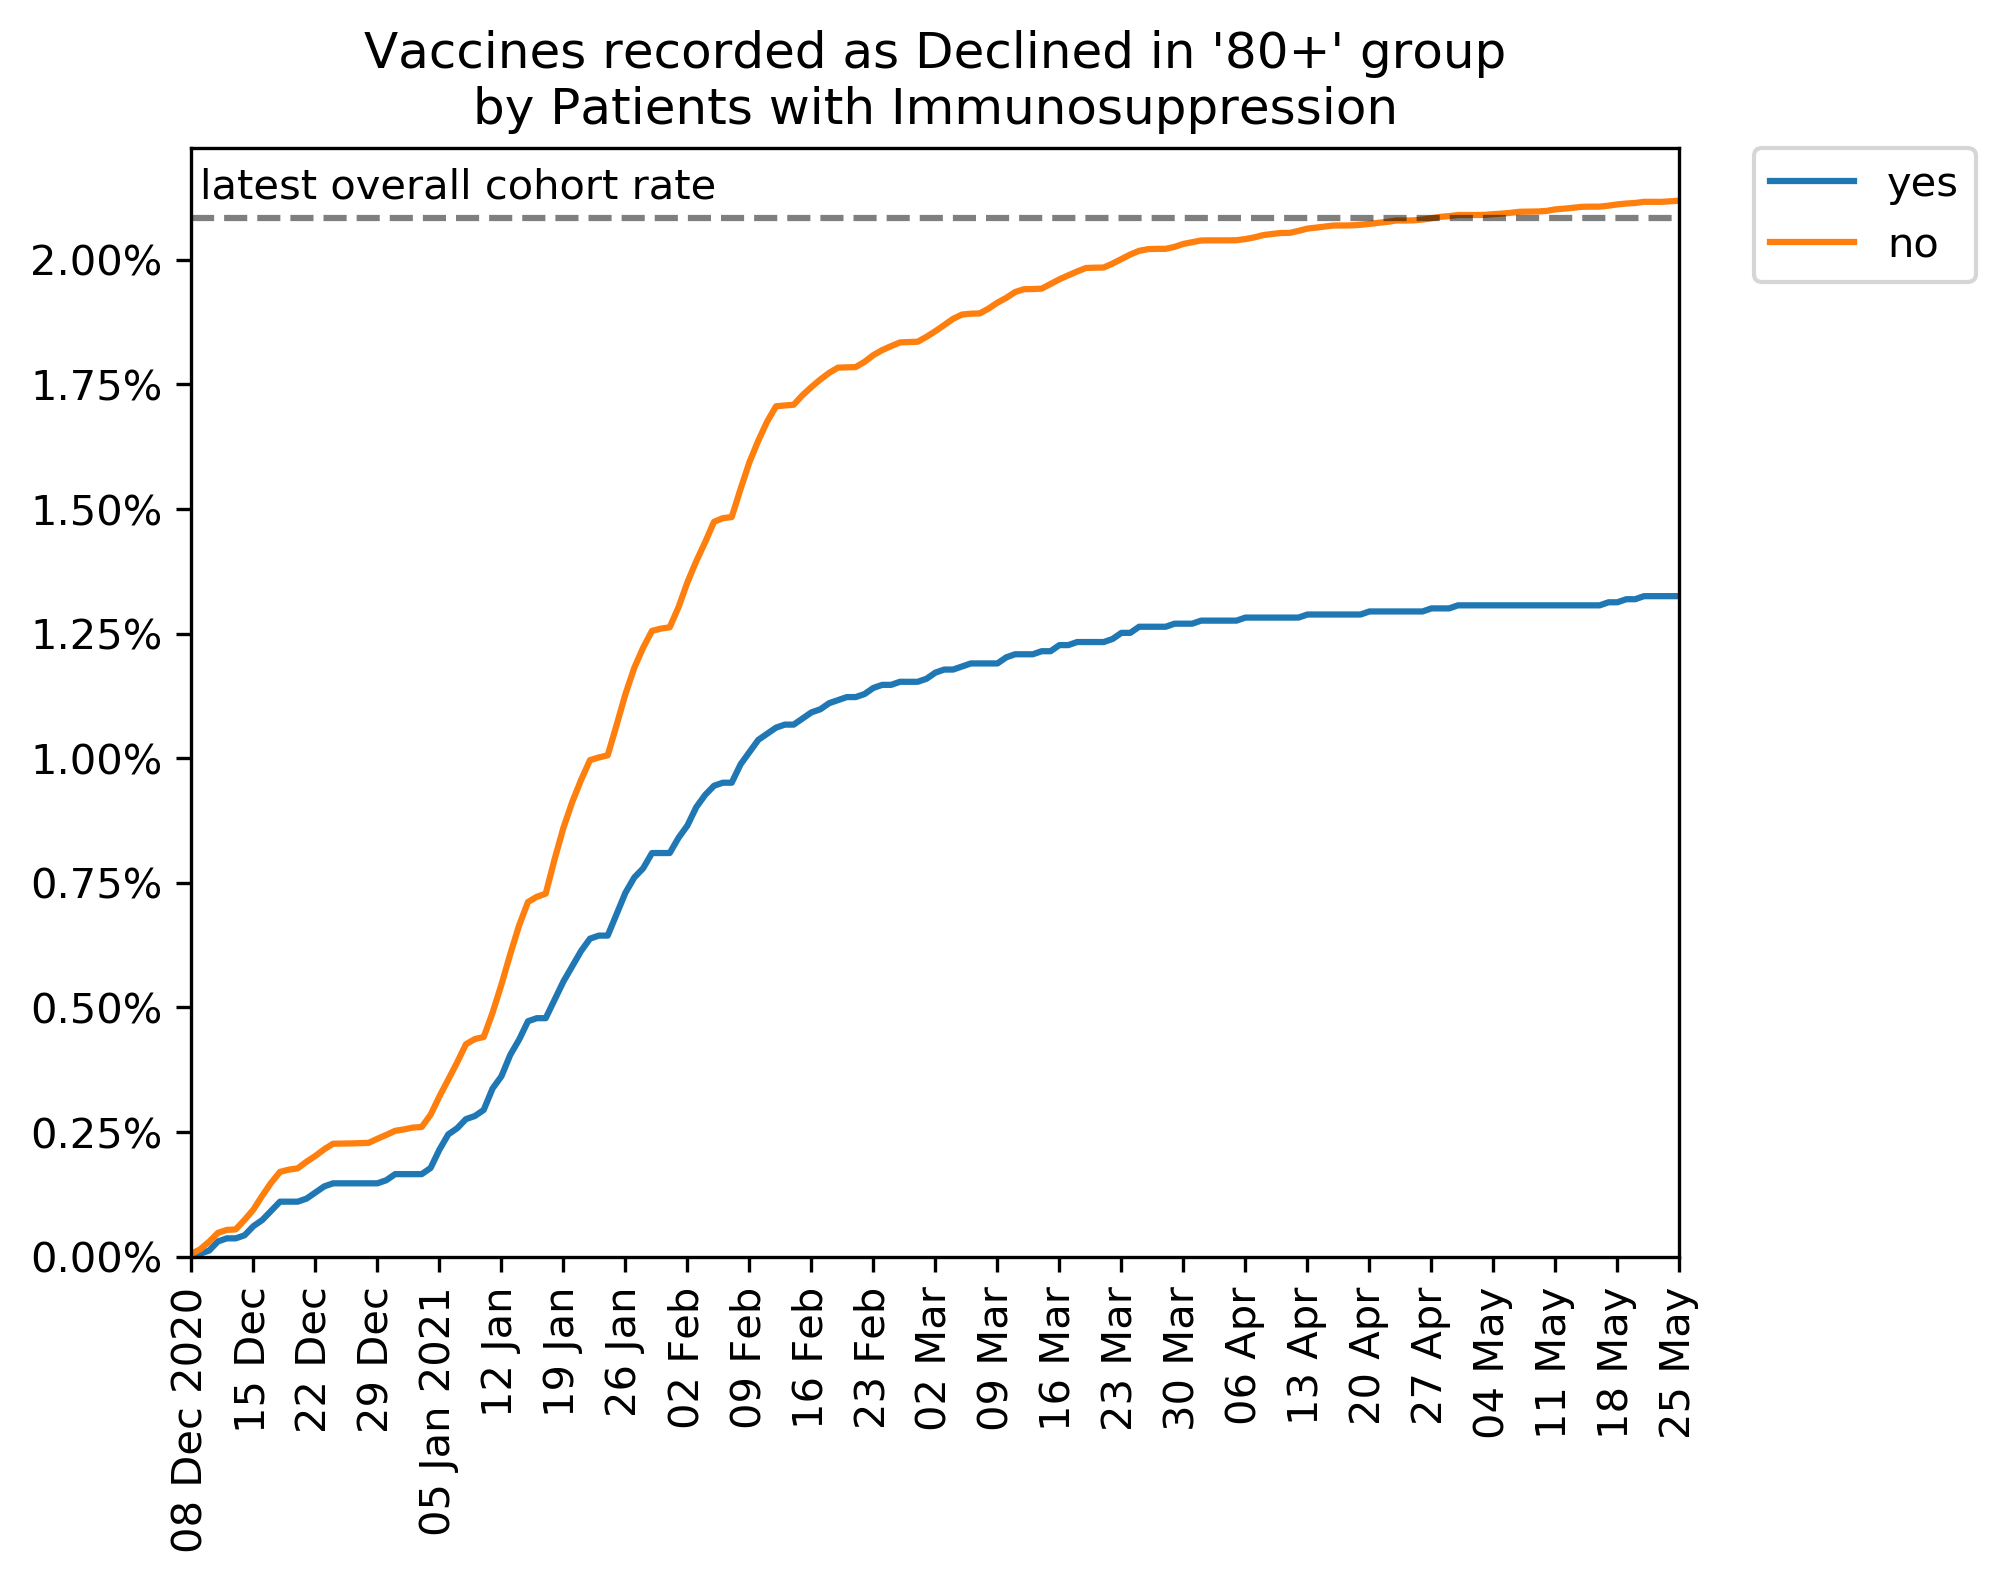 Vaccines recorded as Declined in '80+' group
by Patients with Immunosuppression
latest overall cohort rate
yes
no
2.00%
1.75%
1.50%
1.25%
1.00%
0.75%
0.50%
0.25%
0.00%
08 Dec 2020
15 Dec
22 Dec
29 Dec
05 Jan 2021
12 Jan
19 Jan
26 Jan
02 Feb
09 Feb
16 Feb
23 Feb
02 Mar
09 Mar
16 Mar
23 Mar
30 Mar
06 Apr
13 Apr
20 Apr
27 Apr
04 May
11 May
18 May
25 May